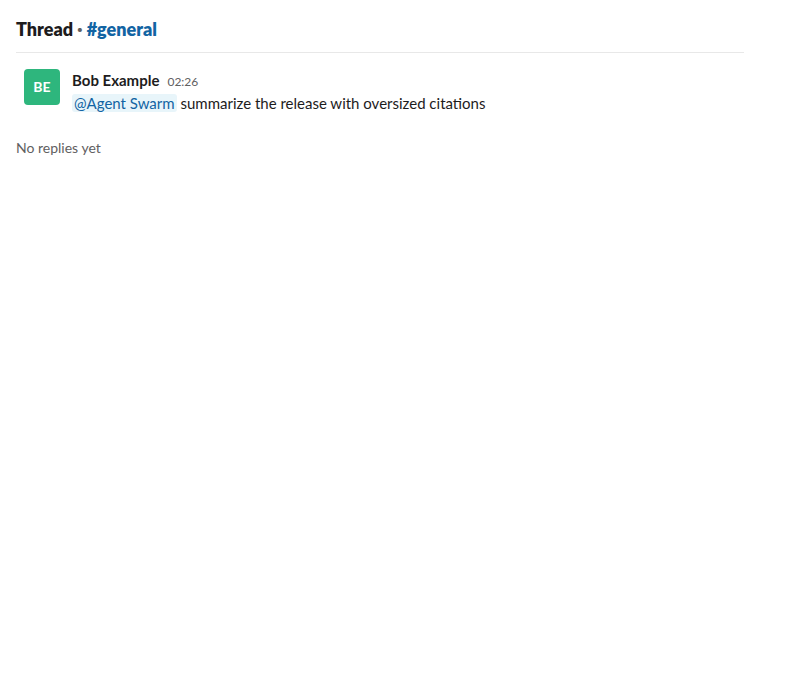 Thread • #general
BE
Bob Example 02:26
@Agent Swarm summarize the release with oversized citations
No replies yet